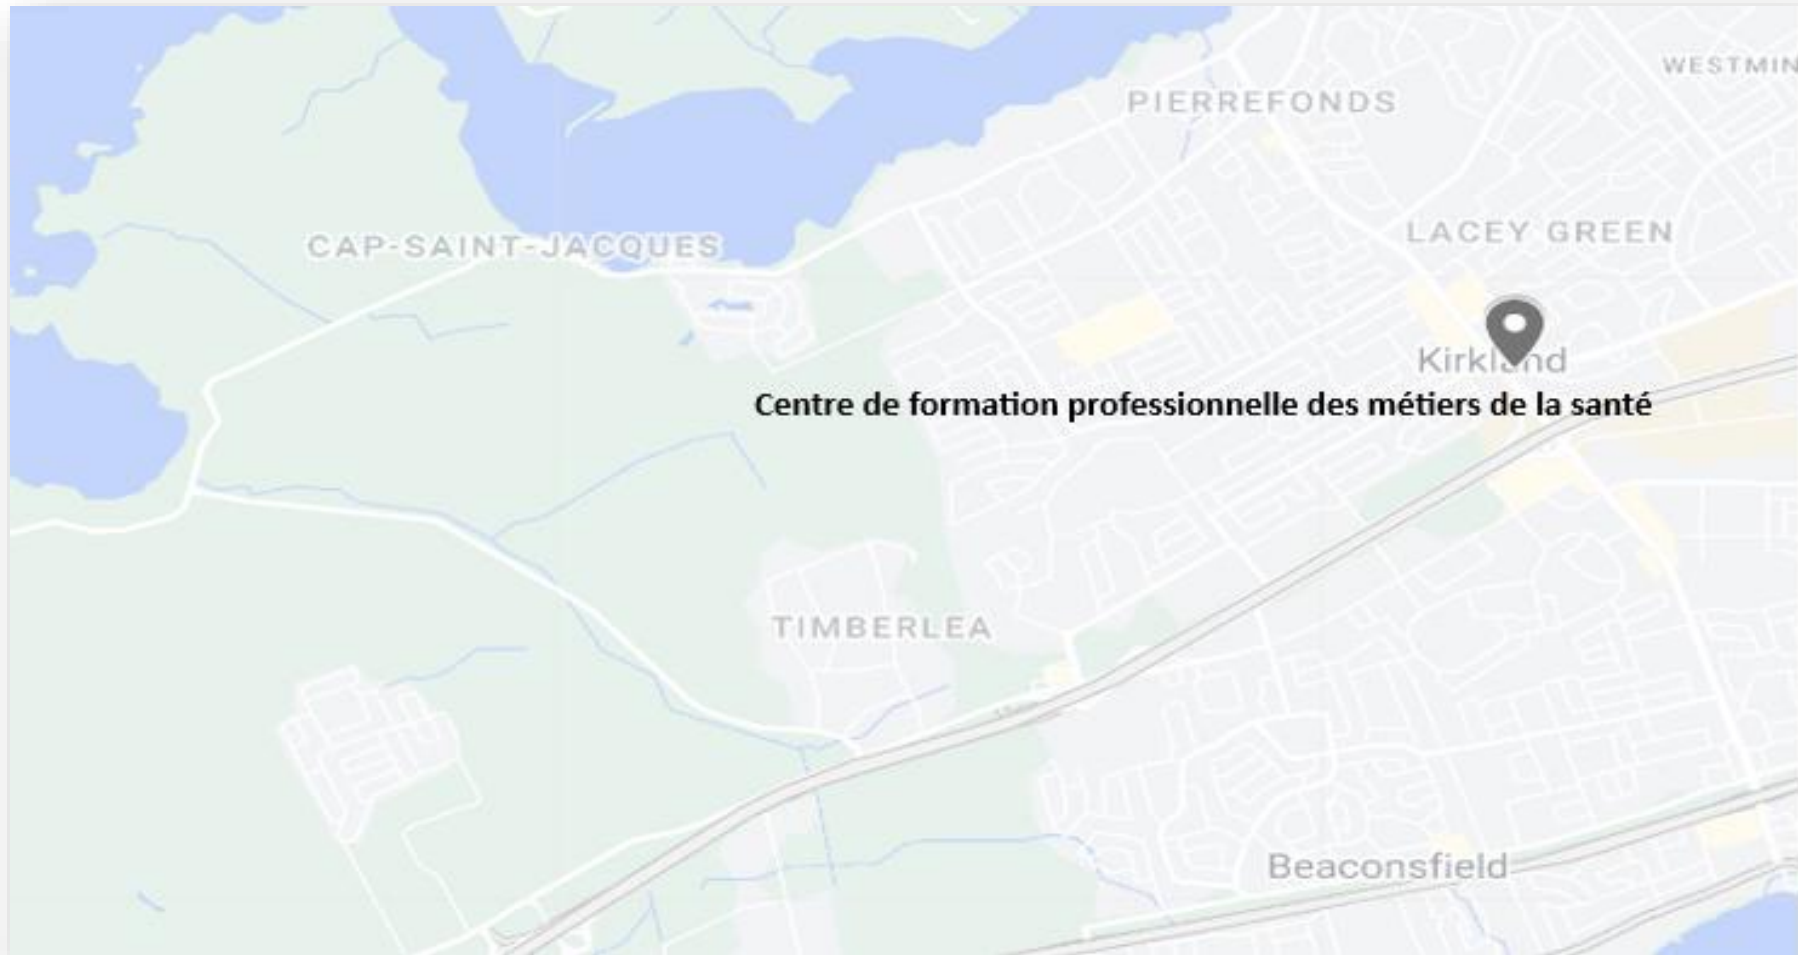 WESTMIN
PIERREFONDS
LACEY GREEN
CAP-SAINT-JACQUES
Kirkland
Centre de formation professionnelle des métiers de la santé
TIMBERLEA
Beaconsfield